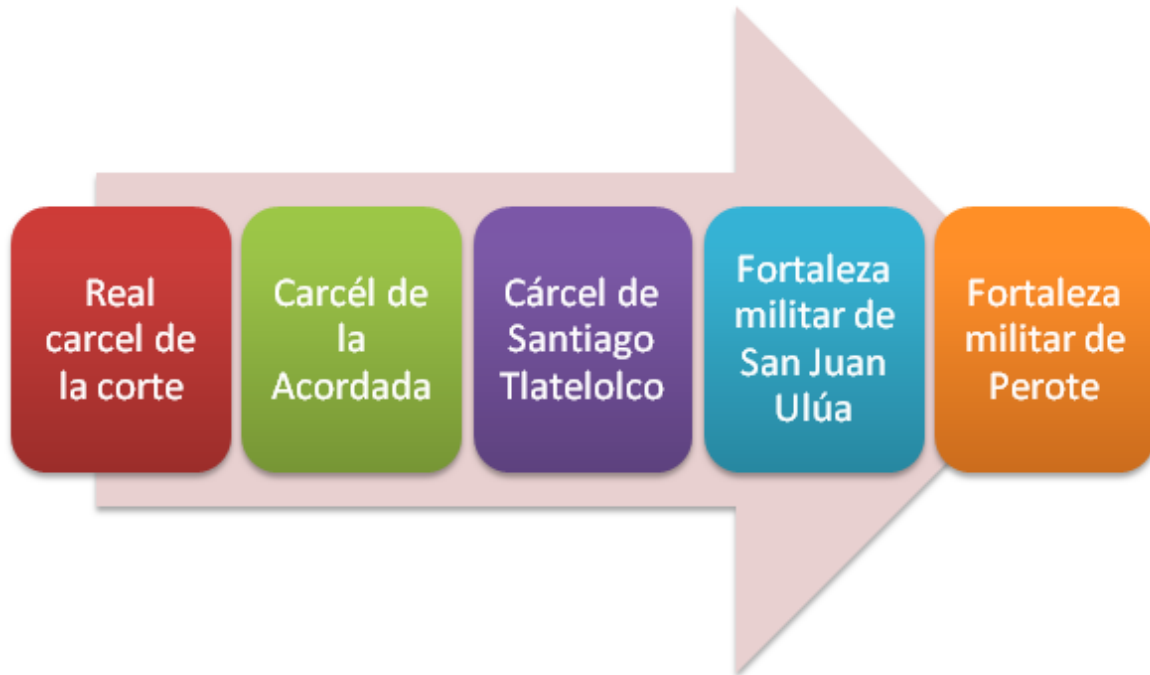 Real
carcel de
la corte
Carcél de
la
Acordada
Cárcel de
Santiago
Tlatelolco
Fortaleza
militar de
San Juan
Ulúa
Fortaleza
militar de
Perote